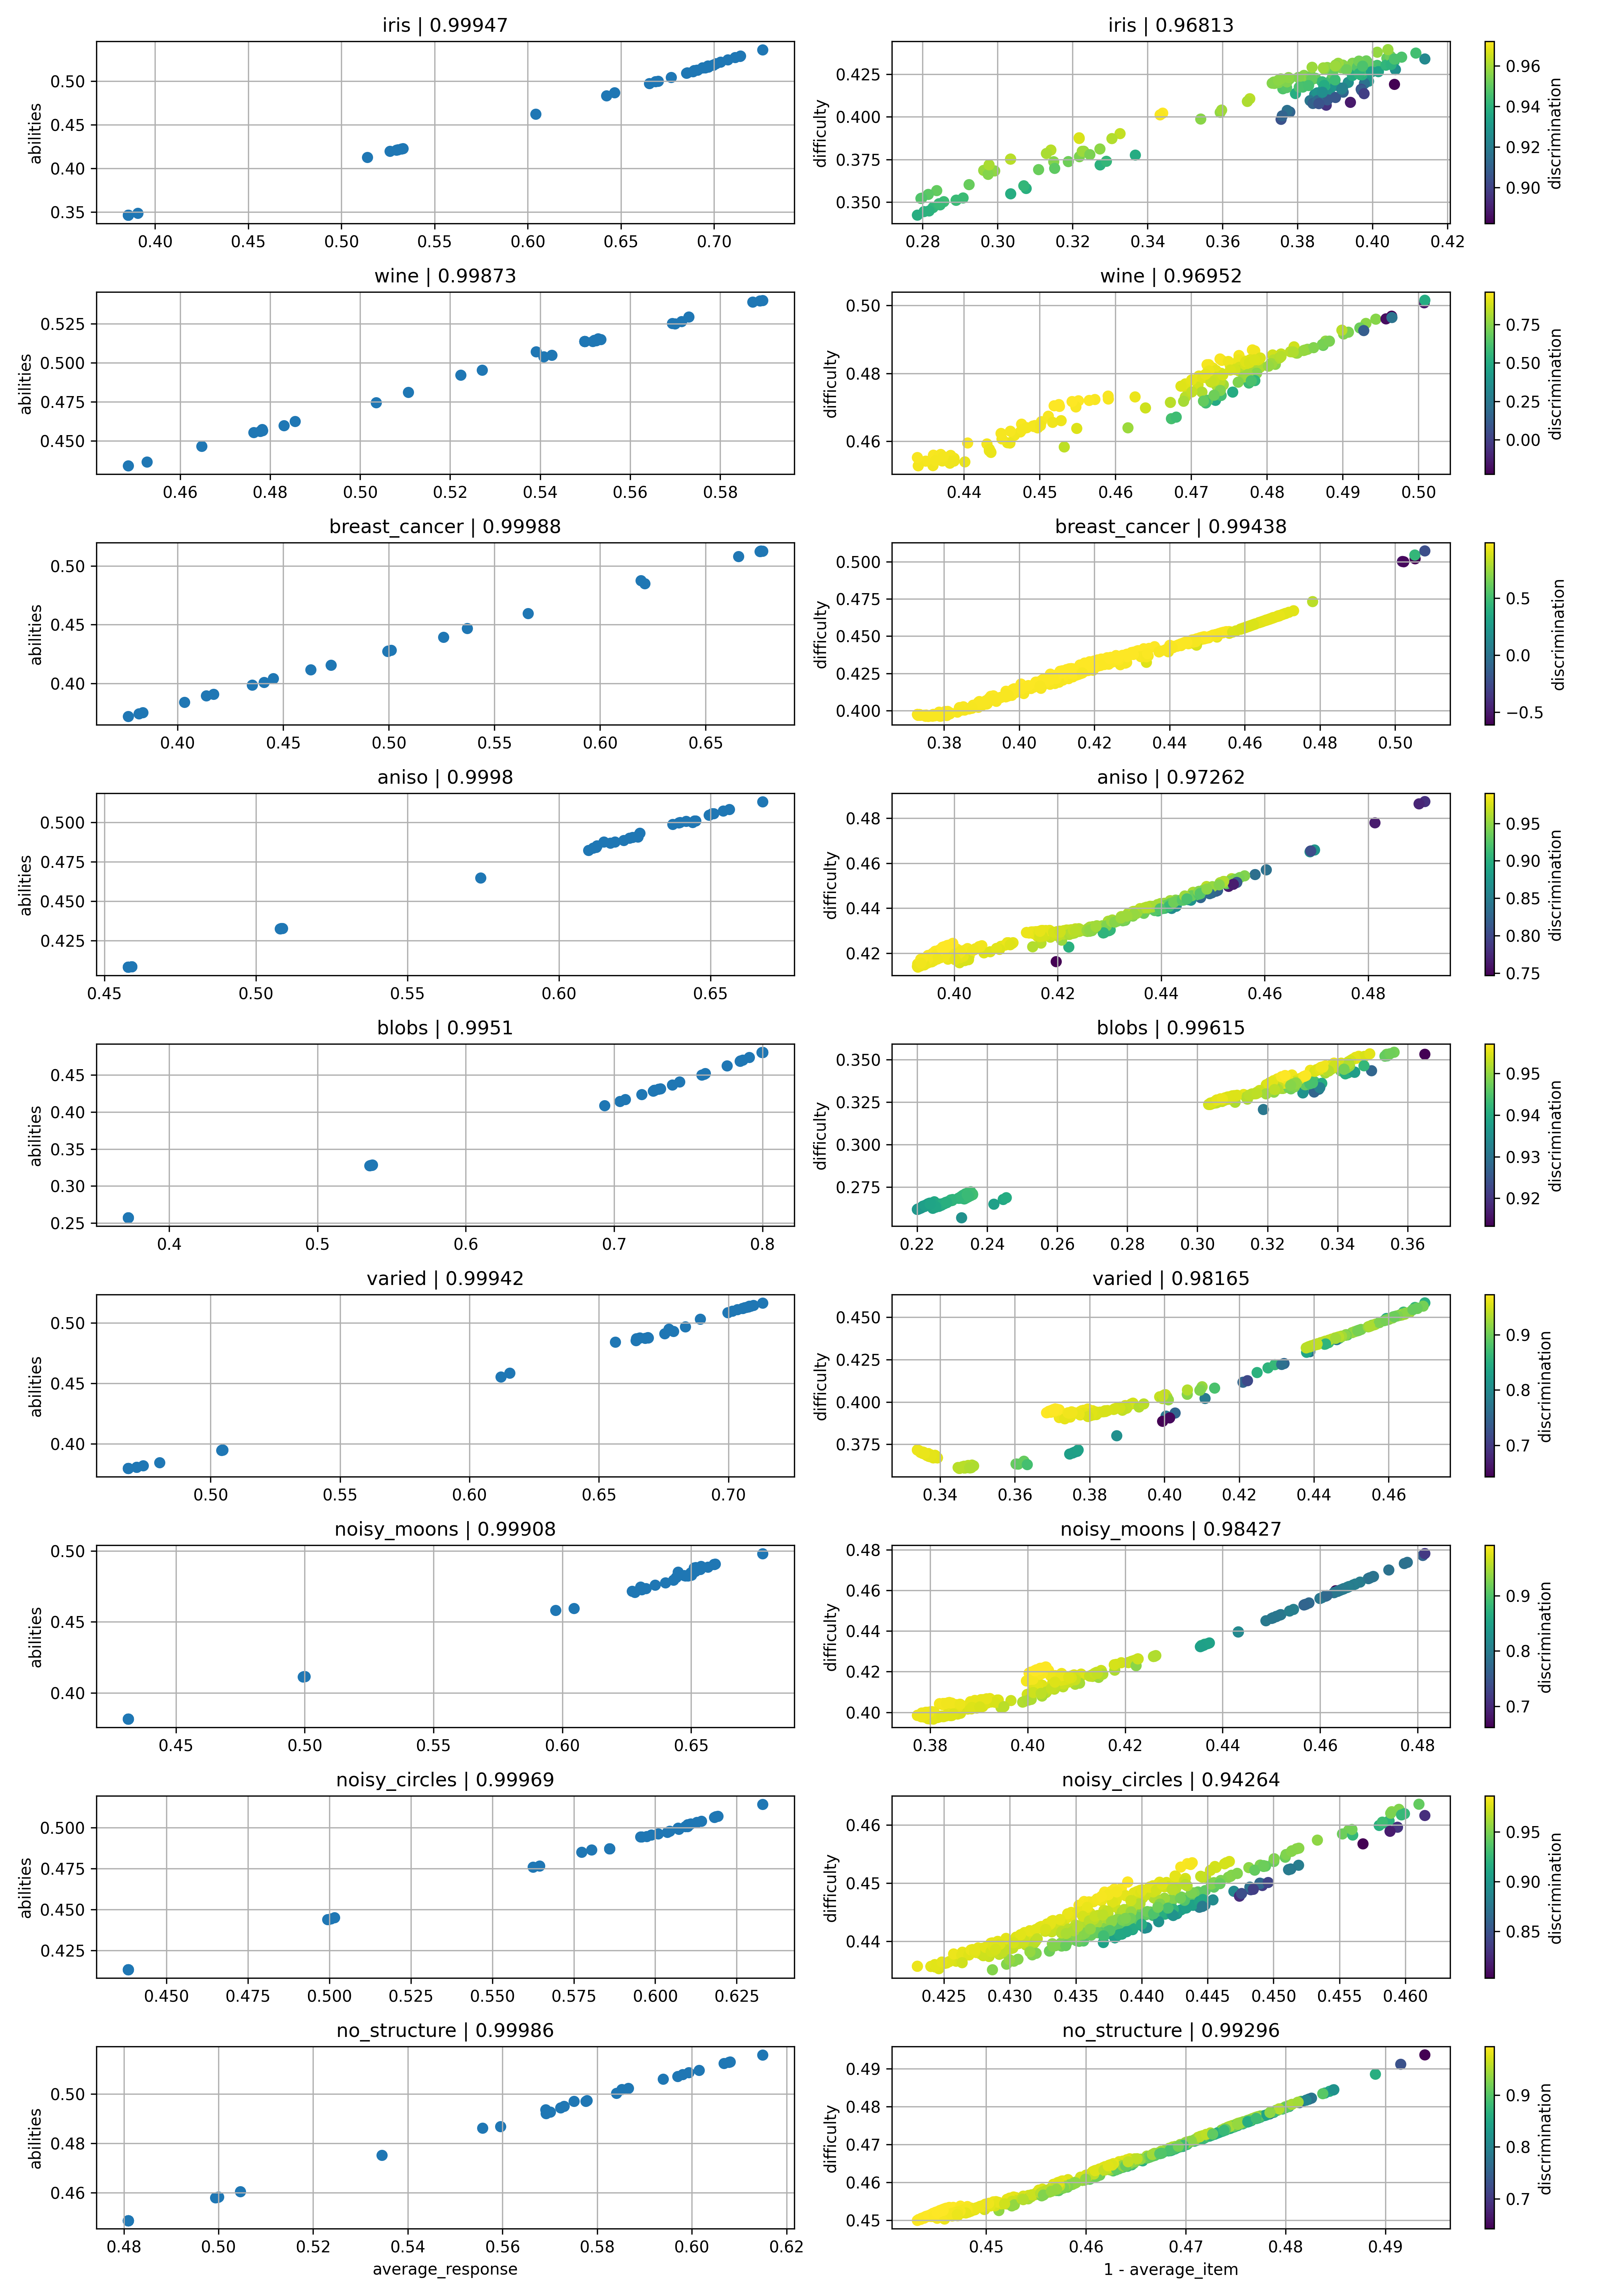 iris | 0.99947
abilities
0.50
0.45
0.40
0.35
0.40 0.45 0.50 0.55 0.60 0.65 0.70
iris | 0.96813
difficulty
0.425
0.400
0.375
0.350
0.28 0.30 0.32 0.34 0.36 0.38 0.40 0.42
0.96
0.94
0.92
0.90
discrimination
wine | 0.99873
abilities
0.525
0.500
0.475
0.450
0.46 0.48 0.50 0.52 0.54 0.56 0.58
wine | 0.96952
difficulty
0.50
0.48
0.46
0.44 0.45 0.46 0.47 0.48 0.49 0.50
0.75
0.50
0.25
0.00
discrimination
breast_cancer | 0.99988
abilities
0.50
0.45
0.40
0.40 0.45 0.50 0.55 0.60 0.65
breast_cancer | 0.99438
difficulty
0.500
0.475
0.450
0.425
0.400
0.38 0.40 0.42 0.44 0.46 0.48 0.50
0.5
0.0
−0.5
discrimination
aniso | 0.9998
abilities
0.500
0.475
0.450
0.425
0.45 0.50 0.55 0.60 0.65
aniso | 0.97262
difficulty
0.48
0.46
0.44
0.42
0.40 0.42 0.44 0.46 0.48
0.95
0.90
0.85
0.80
0.75
discrimination
blobs | 0.9951
abilities
0.45
0.40
0.35
0.30
0.25
0.4 0.5 0.6 0.7 0.8
blobs | 0.99615
difficulty
0.350
0.325
0.300
0.275
0.22 0.24 0.26 0.28 0.30 0.32 0.34 0.36
0.95
0.94
0.93
0.92
discrimination
varied | 0.99942
abilities
0.50
0.45
0.40
0.50 0.55 0.60 0.65 0.70
varied | 0.98165
difficulty
0.450
0.425
0.400
0.375
0.34 0.36 0.38 0.40 0.42 0.44 0.46
0.9
0.8
0.7
discrimination
noisy_moons | 0.99908
abilities
0.50
0.45
0.40
0.45 0.50 0.55 0.60 0.65
noisy_moons | 0.98427
difficulty
0.48
0.46
0.44
0.42
0.40
0.38 0.40 0.42 0.44 0.46 0.48
0.9
0.8
0.7
discrimination
noisy_circles | 0.99969
abilities
0.500
0.475
0.450
0.425
0.450 0.475 0.500 0.525 0.550 0.575 0.600 0.625
noisy_circles | 0.94264
difficulty
0.46
0.45
0.44
0.425 0.430 0.435 0.440 0.445 0.450 0.455 0.460
0.95
0.90
0.85
discrimination
no_structure | 0.99986
abilities
0.50
0.48
0.46
0.48 0.50 0.52 0.54 0.56 0.58 0.60 0.62
average_response
no_structure | 0.99296
difficulty
0.49
0.48
0.47
0.46
0.45
0.45 0.46 0.47 0.48 0.49
1 - average_item
0.9
0.8
0.7
discrimination